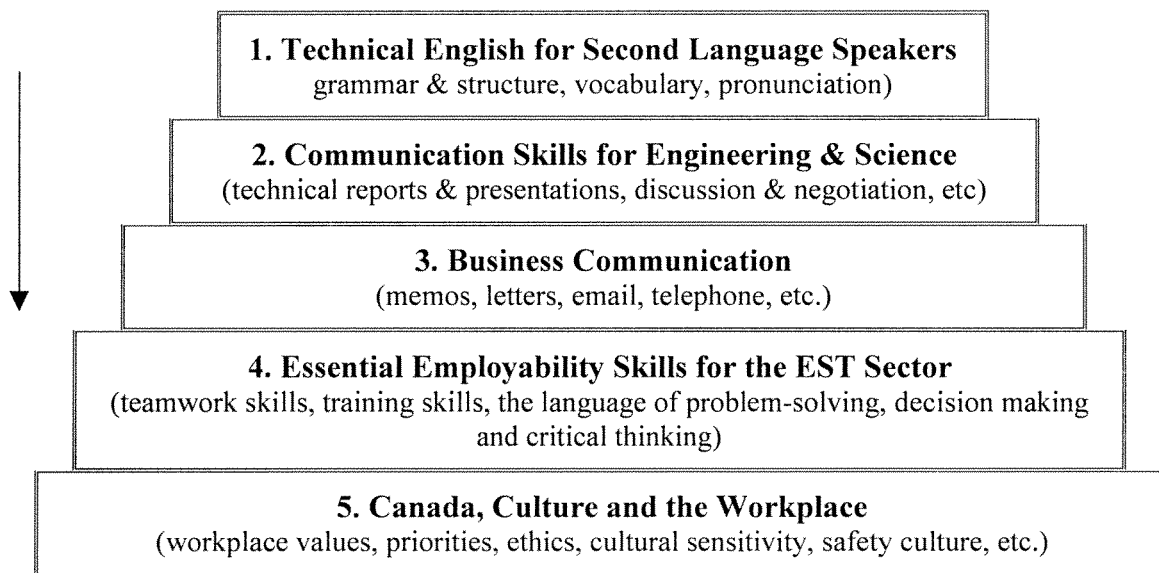 1. Technical English for Second Language Speakers
grammar & structure, vocabulary, pronunciation)
2. Communication Skills for Engineering & Science
(technical reports & presentations, discussion & negotiation, etc)
3. Business Communication
(memos, letters, email, telephone, etc.)
4. Essential Employability Skills for the EST Sector
(teamwork skills, training skills, the language of problem-solving, decision making
and critical thinking)
5. Canada, Culture and the Workplace
(workplace values, priorities, ethics, cultural sensitivity, safety culture, etc.)